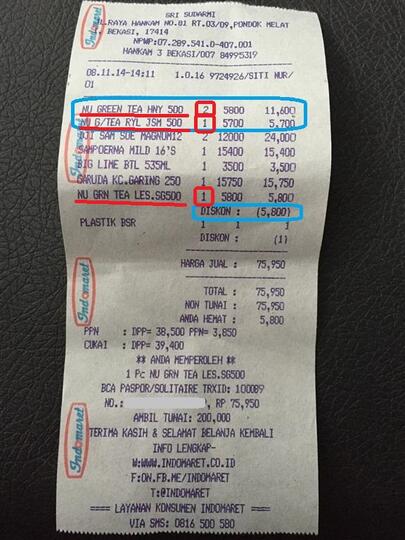 SRI SUDARMI
JL.RAYA HANKAM NO.81 RT.03/09,PONDOK MELAT
I, BEKASI, 17414
NPWP:07.289.541.0-407.001
HANKAM 3 BEKASI/007 84995319
08.11.14-14:11 1.0.16 9724926/SITI NUR/
01
NU GREEN TEA HNY 500 2 5800 11,600
NU G/TEA RYL JSM 500 1 5700 5,700
DJI SAM SOE MAGNUM12 2 12000 24,000
SAMPOERNA MILD 16'S 1 15400 15,400
BIG LIME BTL 535ML 1 3500 3,500
GARUDA KC.GARING 250 1 15750 15,750
NU GRN TEA LES.SG500 1 5800 5,800
DISKON : (5,800)
PLASTIK BSR 1 1 1
DISKON : (1)
HARGA JUAL : 75,950
TOTAL : 75,950
NON TUNAI : 75,950
ANDA HEMAT : 5,800
PPN : DPP= 38,500 PPN= 3,850
CUKAI : DPP= 39,400
** ANDA MEMPEROLEH **
1 Pc NU GRN TEA LES.SG500
BCA PASPOR/SOLITAIRE TRXID: 100089
NO.: , RP 75,950
AMBIL TUNAI: 200,000
TERIMA KASIH & SELAMAT BELANJA KEMBALI
INFO LENGKAP-
W:WWW.INDOMARET.CO.ID
F:ON.FB.ME/INDOMARET
T:@INDOMARET
==== LAYANAN KONSUMEN INDOMARET ====
VIA SMS: 0816 500 580
Indomaret
Indomaret
Indomaret
Indomaret